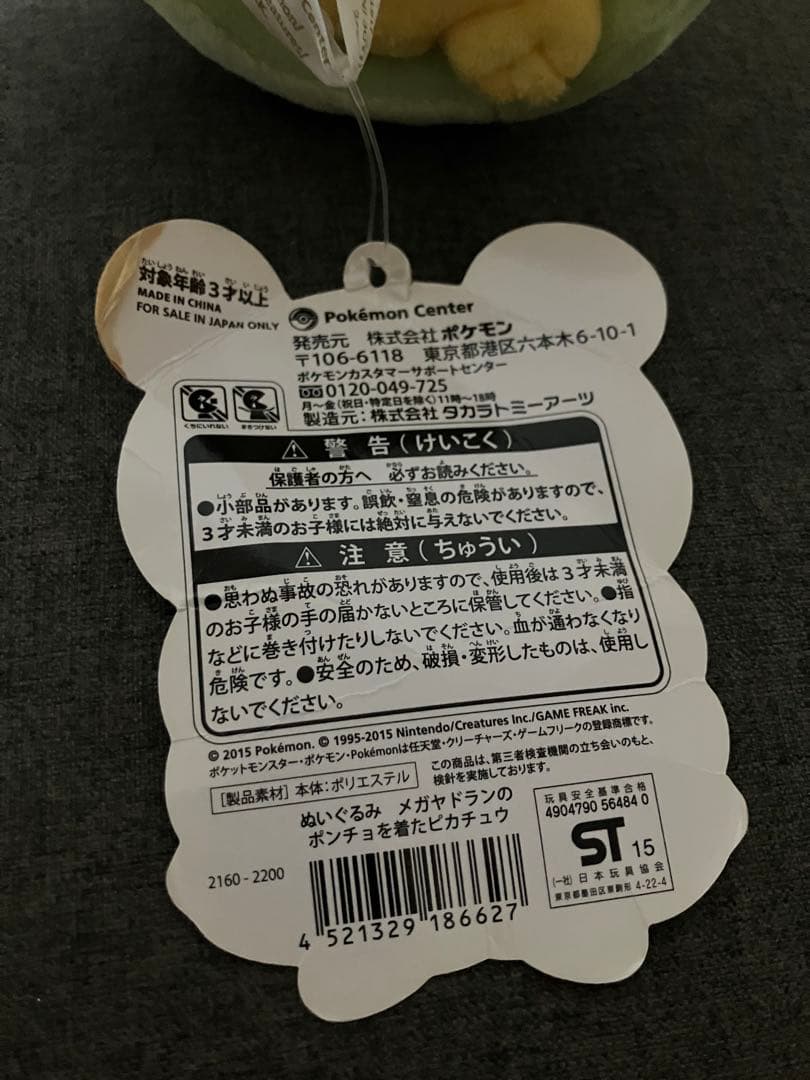 Center
対象年齢3才以上
MADE IN CHINA
FOR SALE IN JAPAN ONLY
Pokémon Center
発売元 株式会社ポケモン
〒106-6118 東京都港区六本木6-10-1
ポケモンカスタマーサポートセンター
0120-049-725
月〜金(祝日・特定日を除く)11時〜18時
製造元:株式会社 タカラトミーアーツ
くちにいれない
まきつけない
警告(けいこく)
保護者の方へ 必ずお読みください。
●小部品があります。誤飲・窒息の危険がありますので、
3才未満のお子様には絶対に与えないでください。
注意(ちゅうい)
●思わぬ事故の恐れがありますので、使用後は3才未満
のお子様の手の届かないところに保管してください。●指
などに巻き付けたりしないでください。血が通わなくなり
危険です。●安全のため、破損・変形したものは、使用し
ないでください。
© 2015 Pokémon. © 1995-2015 Nintendo/Creatures Inc./GAME FREAK inc.
ポケットモンスター・ポケモン・Pokémonは任天堂・クリーチャーズ・ゲームフリークの登録商標です。
[製品素材] 本体:ポリエステル
この商品は、第三者検査機関の立ち会いのもと、
検針を実施しております。
ぬいぐるみ メガヤドランの
ポンチョを着たピカチュウ
2160-2200
4 521329 186627
玩具安全基準合格
4904790 56484 0
ST 15
(一社)日本玩具協会
東京都墨田区東駒形 4-22-4